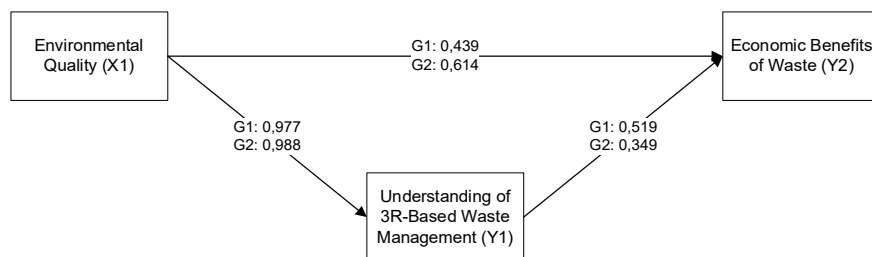 Environmental
Quality (X1)
G1: 0,439
G2: 0,614
Economic Benefits
of Waste (Y2)
G1: 0,977
G2: 0,988
G1: 0,519
G2: 0,349
Understanding of
3R-Based Waste
Management (Y1)